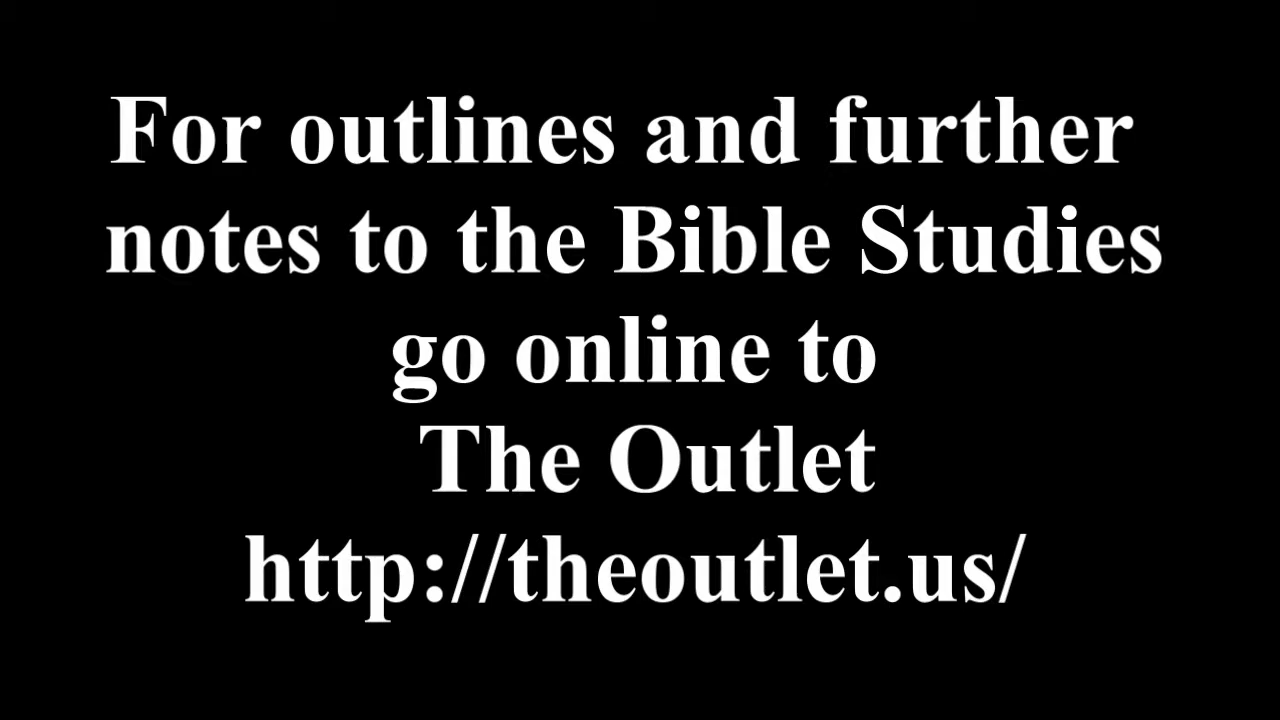 For outlines and further
notes to the Bible Studies
go online to
The Outlet
http://theoutlet.us/